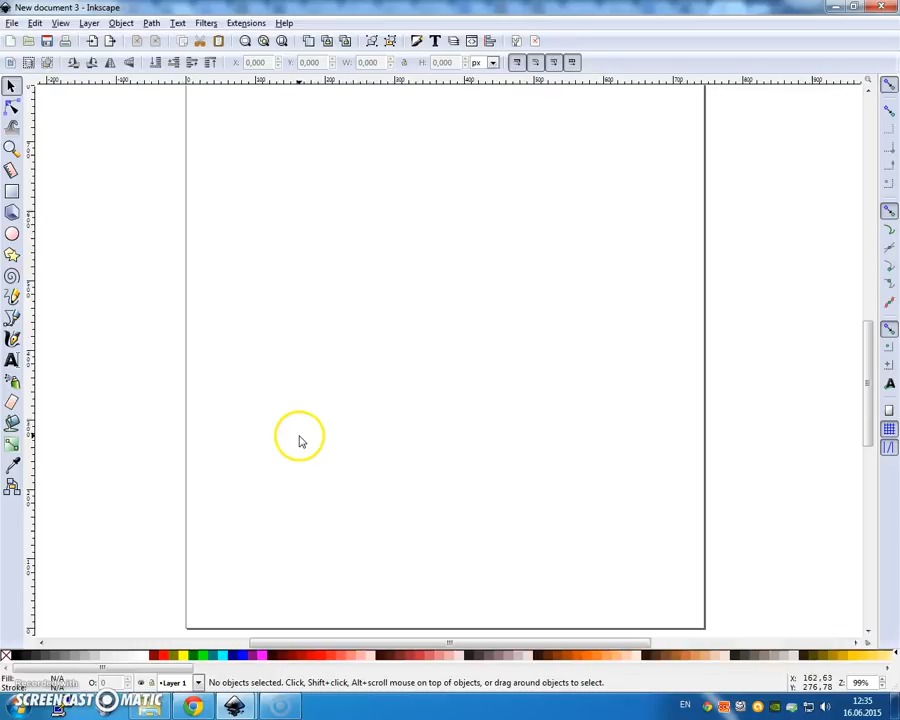 New document 3 - Inkscape
File Edit View Layer Object Path Text Filters Extensions Help
X: 0,000 Y: 0,000 W: 0,000 H: 0,000 px
Fill: N/A O: 0 Layer 1 No objects selected. Click, Shift+click, Alt+scroll mouse on top of objects, or drag around objects to select. X: 162,63 Z: 99%
Stroke: N/A Y: 276,78
Recorded with
SCREENCAST MATIC
EN
12:35
16.06.2015